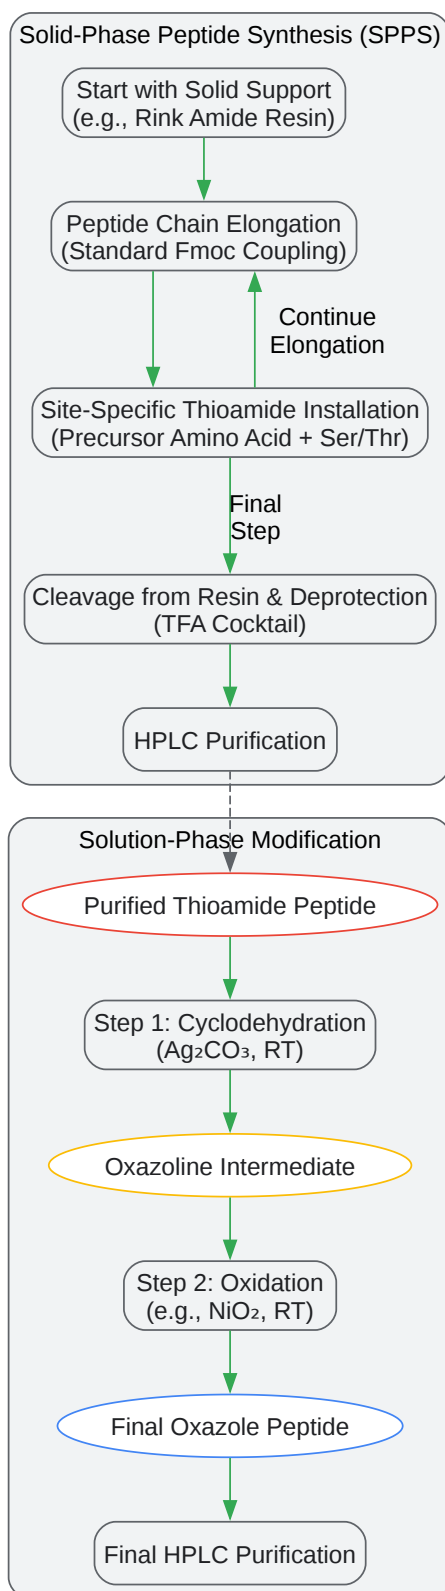 Solid-Phase Peptide Synthesis (SPPS)
Start with Solid Support
(e.g., Rink Amide Resin)
Peptide Chain Elongation
(Standard Fmoc Coupling)
Continue
Elongation
Site-Specific Thioamide Installation
(Precursor Amino Acid + Ser/Thr)
Final
Step
Cleavage from Resin & Deprotection
(TFA Cocktail)
HPLC Purification
Solution-Phase Modification
Purified Thioamide Peptide
Step 1: Cyclodehydration
(Ag₂CO₃, RT)
Oxazoline Intermediate
Step 2: Oxidation
(e.g., NiO₂, RT)
Final Oxazole Peptide
Final HPLC Purification